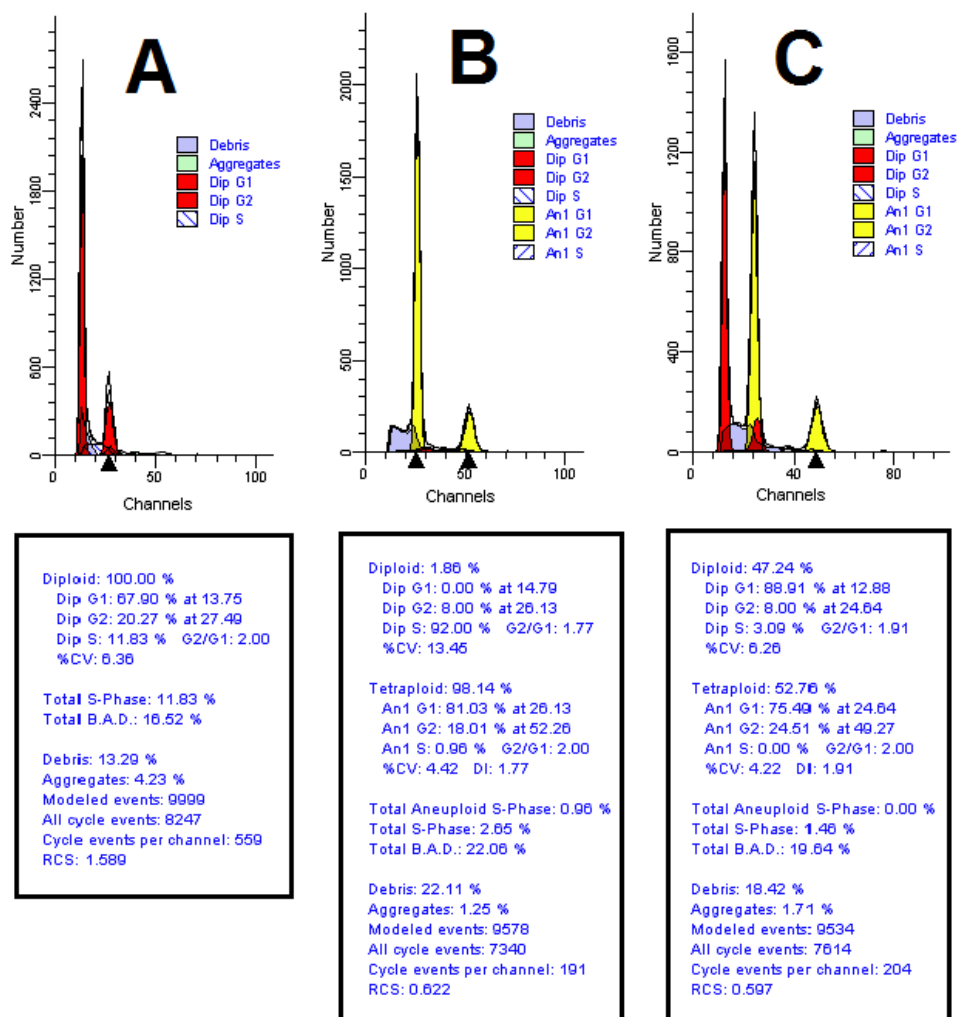 A
Number
2400
1800
1200
600
0
Debris
Aggregates
Dip G1
Dip G2
Dip S
0
50
100
Channels
B
Number
2000
1500
1000
500
0
Debris
Aggregates
Dip G1
Dip G2
Dip S
An1 G1
An1 G2
An1 S
0
50
100
Channels
C
Number
1600
1200
800
400
0
Debris
Aggregates
Dip G1
Dip G2
Dip S
An1 G1
An1 G2
An1 S
0
40
80
Channels
Diploid: 100.00 %
Dip G1: 67.90 % at 13.75
Dip G2: 20.27 % at 27.49
Dip S: 11.83 % G2/G1: 2.00
%CV: 6.36
Total S-Phase: 11.83 %
Total B.A.D.: 16.52 %
Debris: 13.29 %
Aggregates: 4.23 %
Modeled events: 9999
All cycle events: 8247
Cycle events per channel: 559
RCS: 1.589
Diploid: 1.86 %
Dip G1: 0.00 % at 14.79
Dip G2: 8.00 % at 26.13
Dip S: 92.00 % G2/G1: 1.77
%CV: 13.45
Tetraploid: 98.14 %
An1 G1: 81.03 % at 26.13
An1 G2: 18.01 % at 52.26
An1 S: 0.96 % G2/G1: 2.00
%CV: 4.42 DI: 1.77
Total Aneuploid S-Phase: 0.96 %
Total S-Phase: 2.65 %
Total B.A.D.: 22.06 %
Debris: 22.11 %
Aggregates: 1.25 %
Modeled events: 9578
All cycle events: 7340
Cycle events per channel: 191
RCS: 0.622
Diploid: 47.24 %
Dip G1: 88.91 % at 12.88
Dip G2: 8.00 % at 24.64
Dip S: 3.09 % G2/G1: 1.91
%CV: 6.26
Tetraploid: 52.76 %
An1 G1: 75.49 % at 24.64
An1 G2: 24.51 % at 49.27
An1 S: 0.00 % G2/G1: 2.00
%CV: 4.22 DI: 1.91
Total Aneuploid S-Phase: 0.00 %
Total S-Phase: 1.46 %
Total B.A.D.: 19.64 %
Debris: 18.42 %
Aggregates: 1.71 %
Modeled events: 9534
All cycle events: 7614
Cycle events per channel: 204
RCS: 0.597